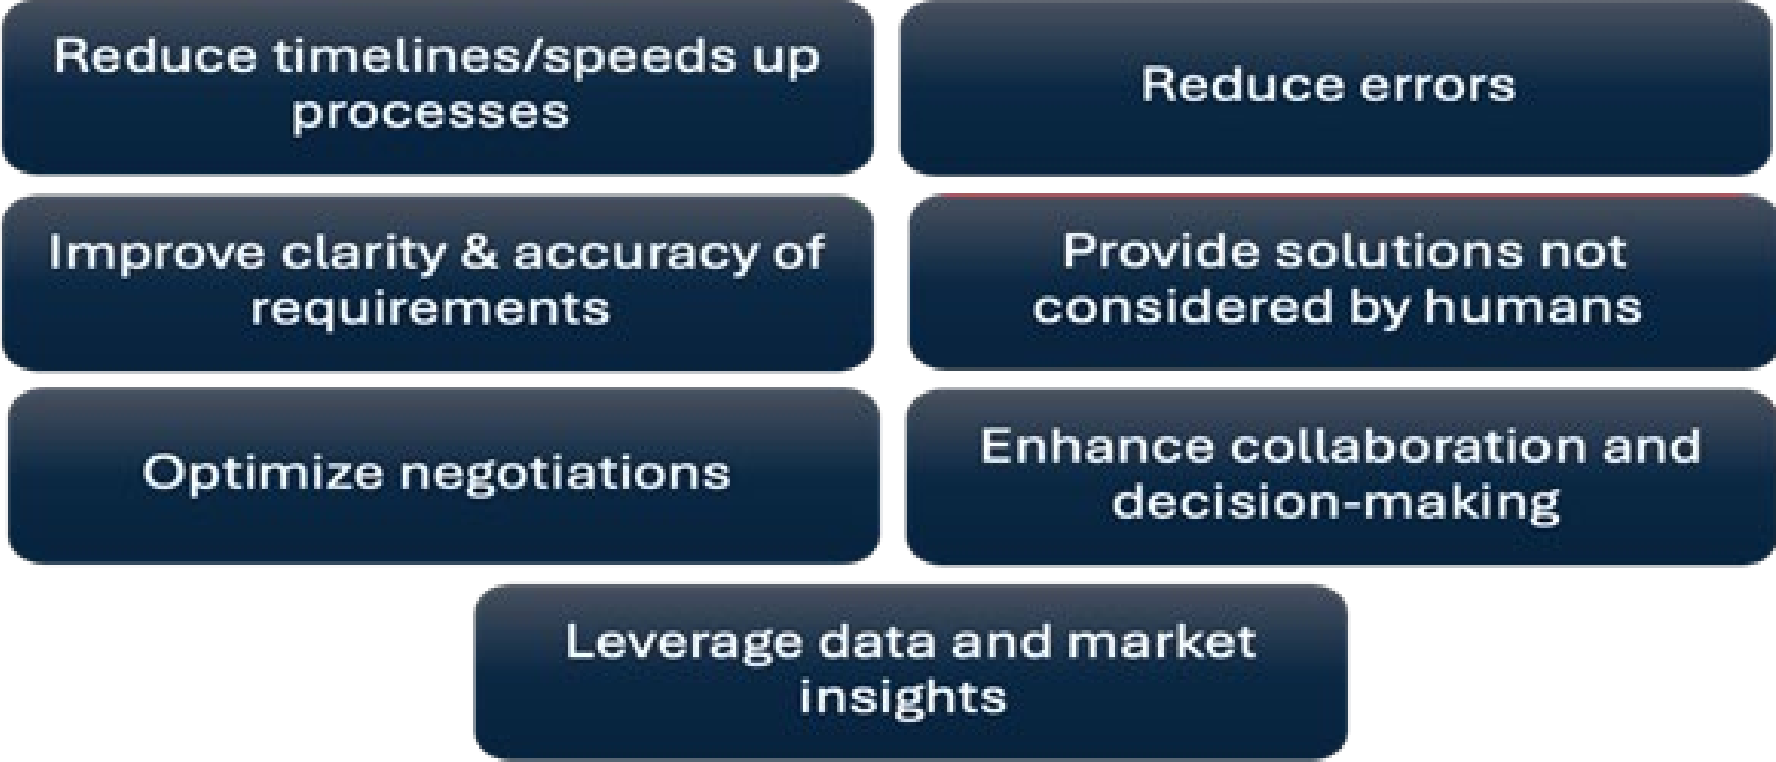 Reduce timelines/speeds up
processes
Reduce errors
Improve clarity & accuracy of
requirements
Provide solutions not
considered by humans
Optimize negotiations
Enhance collaboration and
decision-making
Leverage data and market
insights